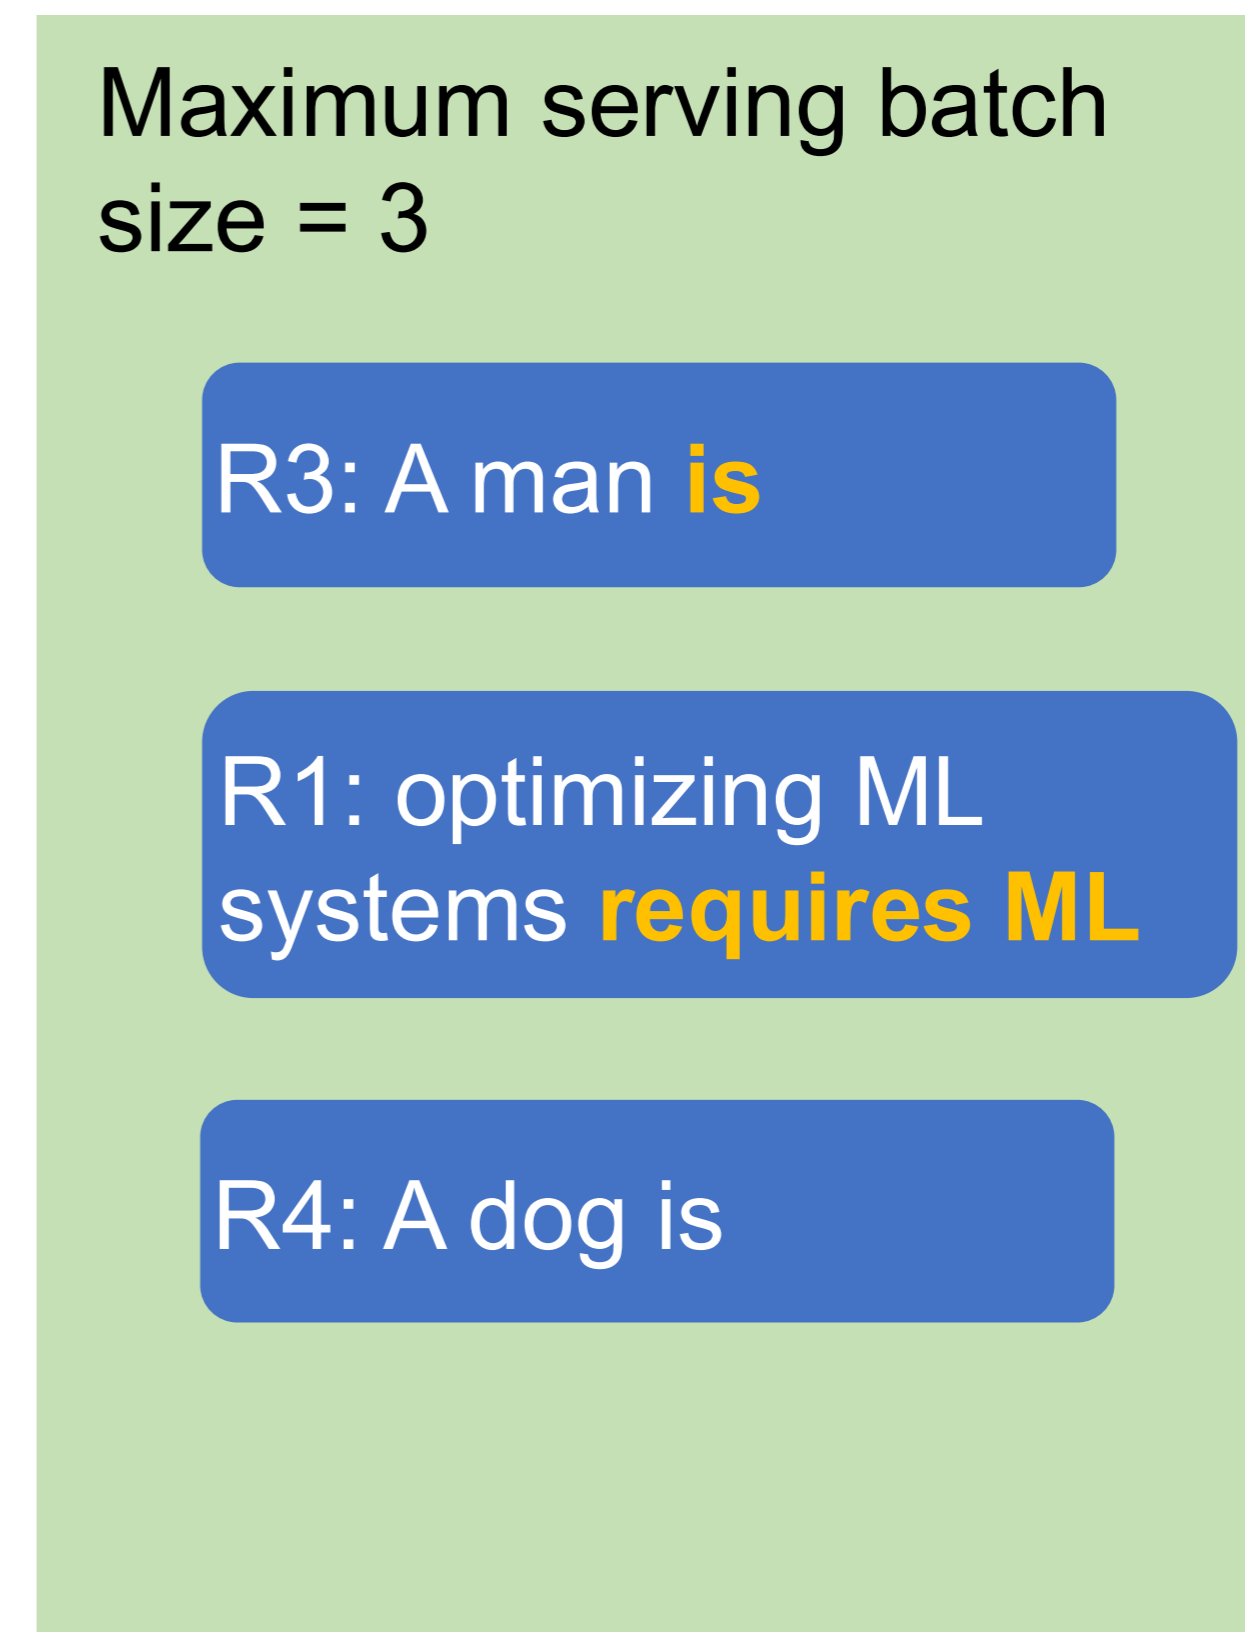 Maximum serving batch
size = 3
R3: A man is
R1: optimizing ML
systems requires ML
R4: A dog is